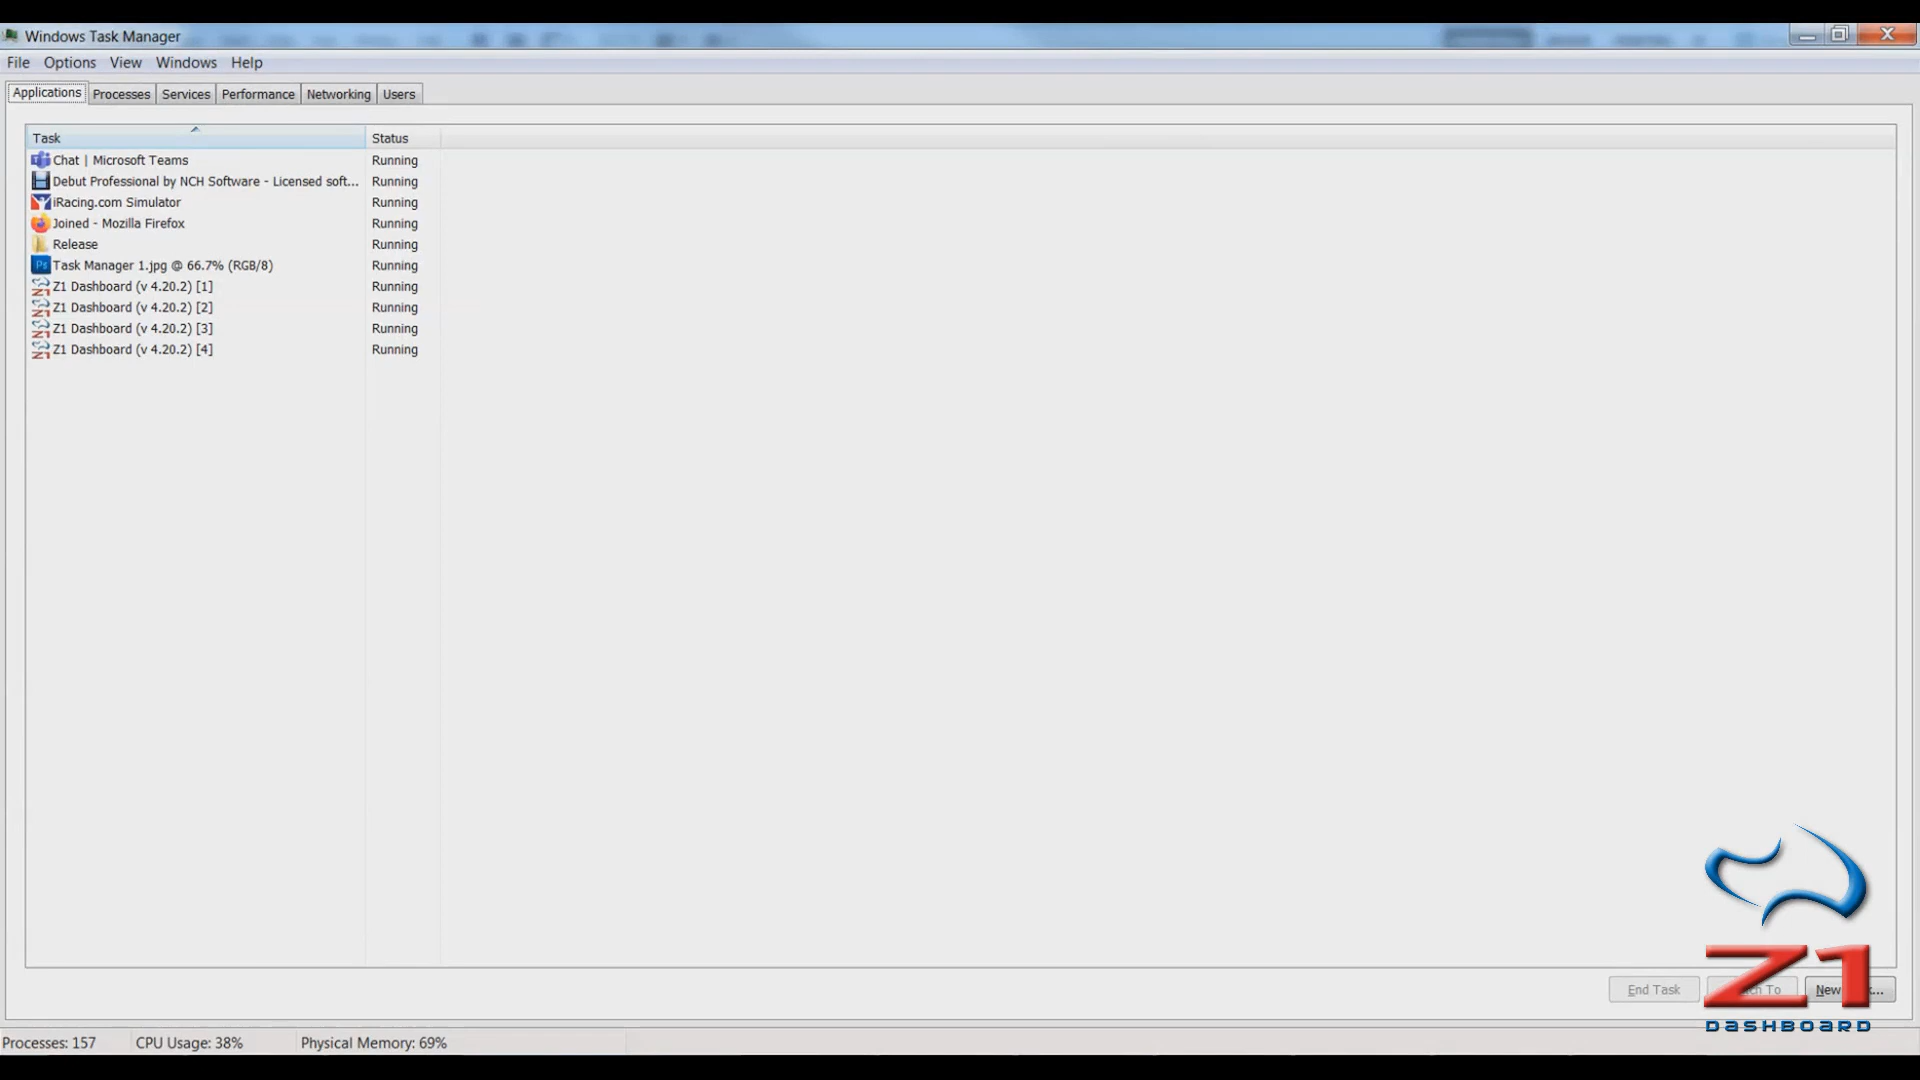 Windows Task Manager
File Options View Windows Help
Applications Processes Services Performance Networking Users
Task Status
Chat | Microsoft Teams Running
Debut Professional by NCH Software - Licensed soft... Running
iRacing.com Simulator Running
Joined - Mozilla Firefox Running
Release Running
Task Manager 1.jpg @ 66.7% (RGB/8) Running
Z1 Dashboard (v 4.20.2) [1] Running
Z1 Dashboard (v 4.20.2) [2] Running
Z1 Dashboard (v 4.20.2) [3] Running
Z1 Dashboard (v 4.20.2) [4] Running
End Task To New
Z1
DASHBOARD
Processes: 157 CPU Usage: 38% Physical Memory: 69%